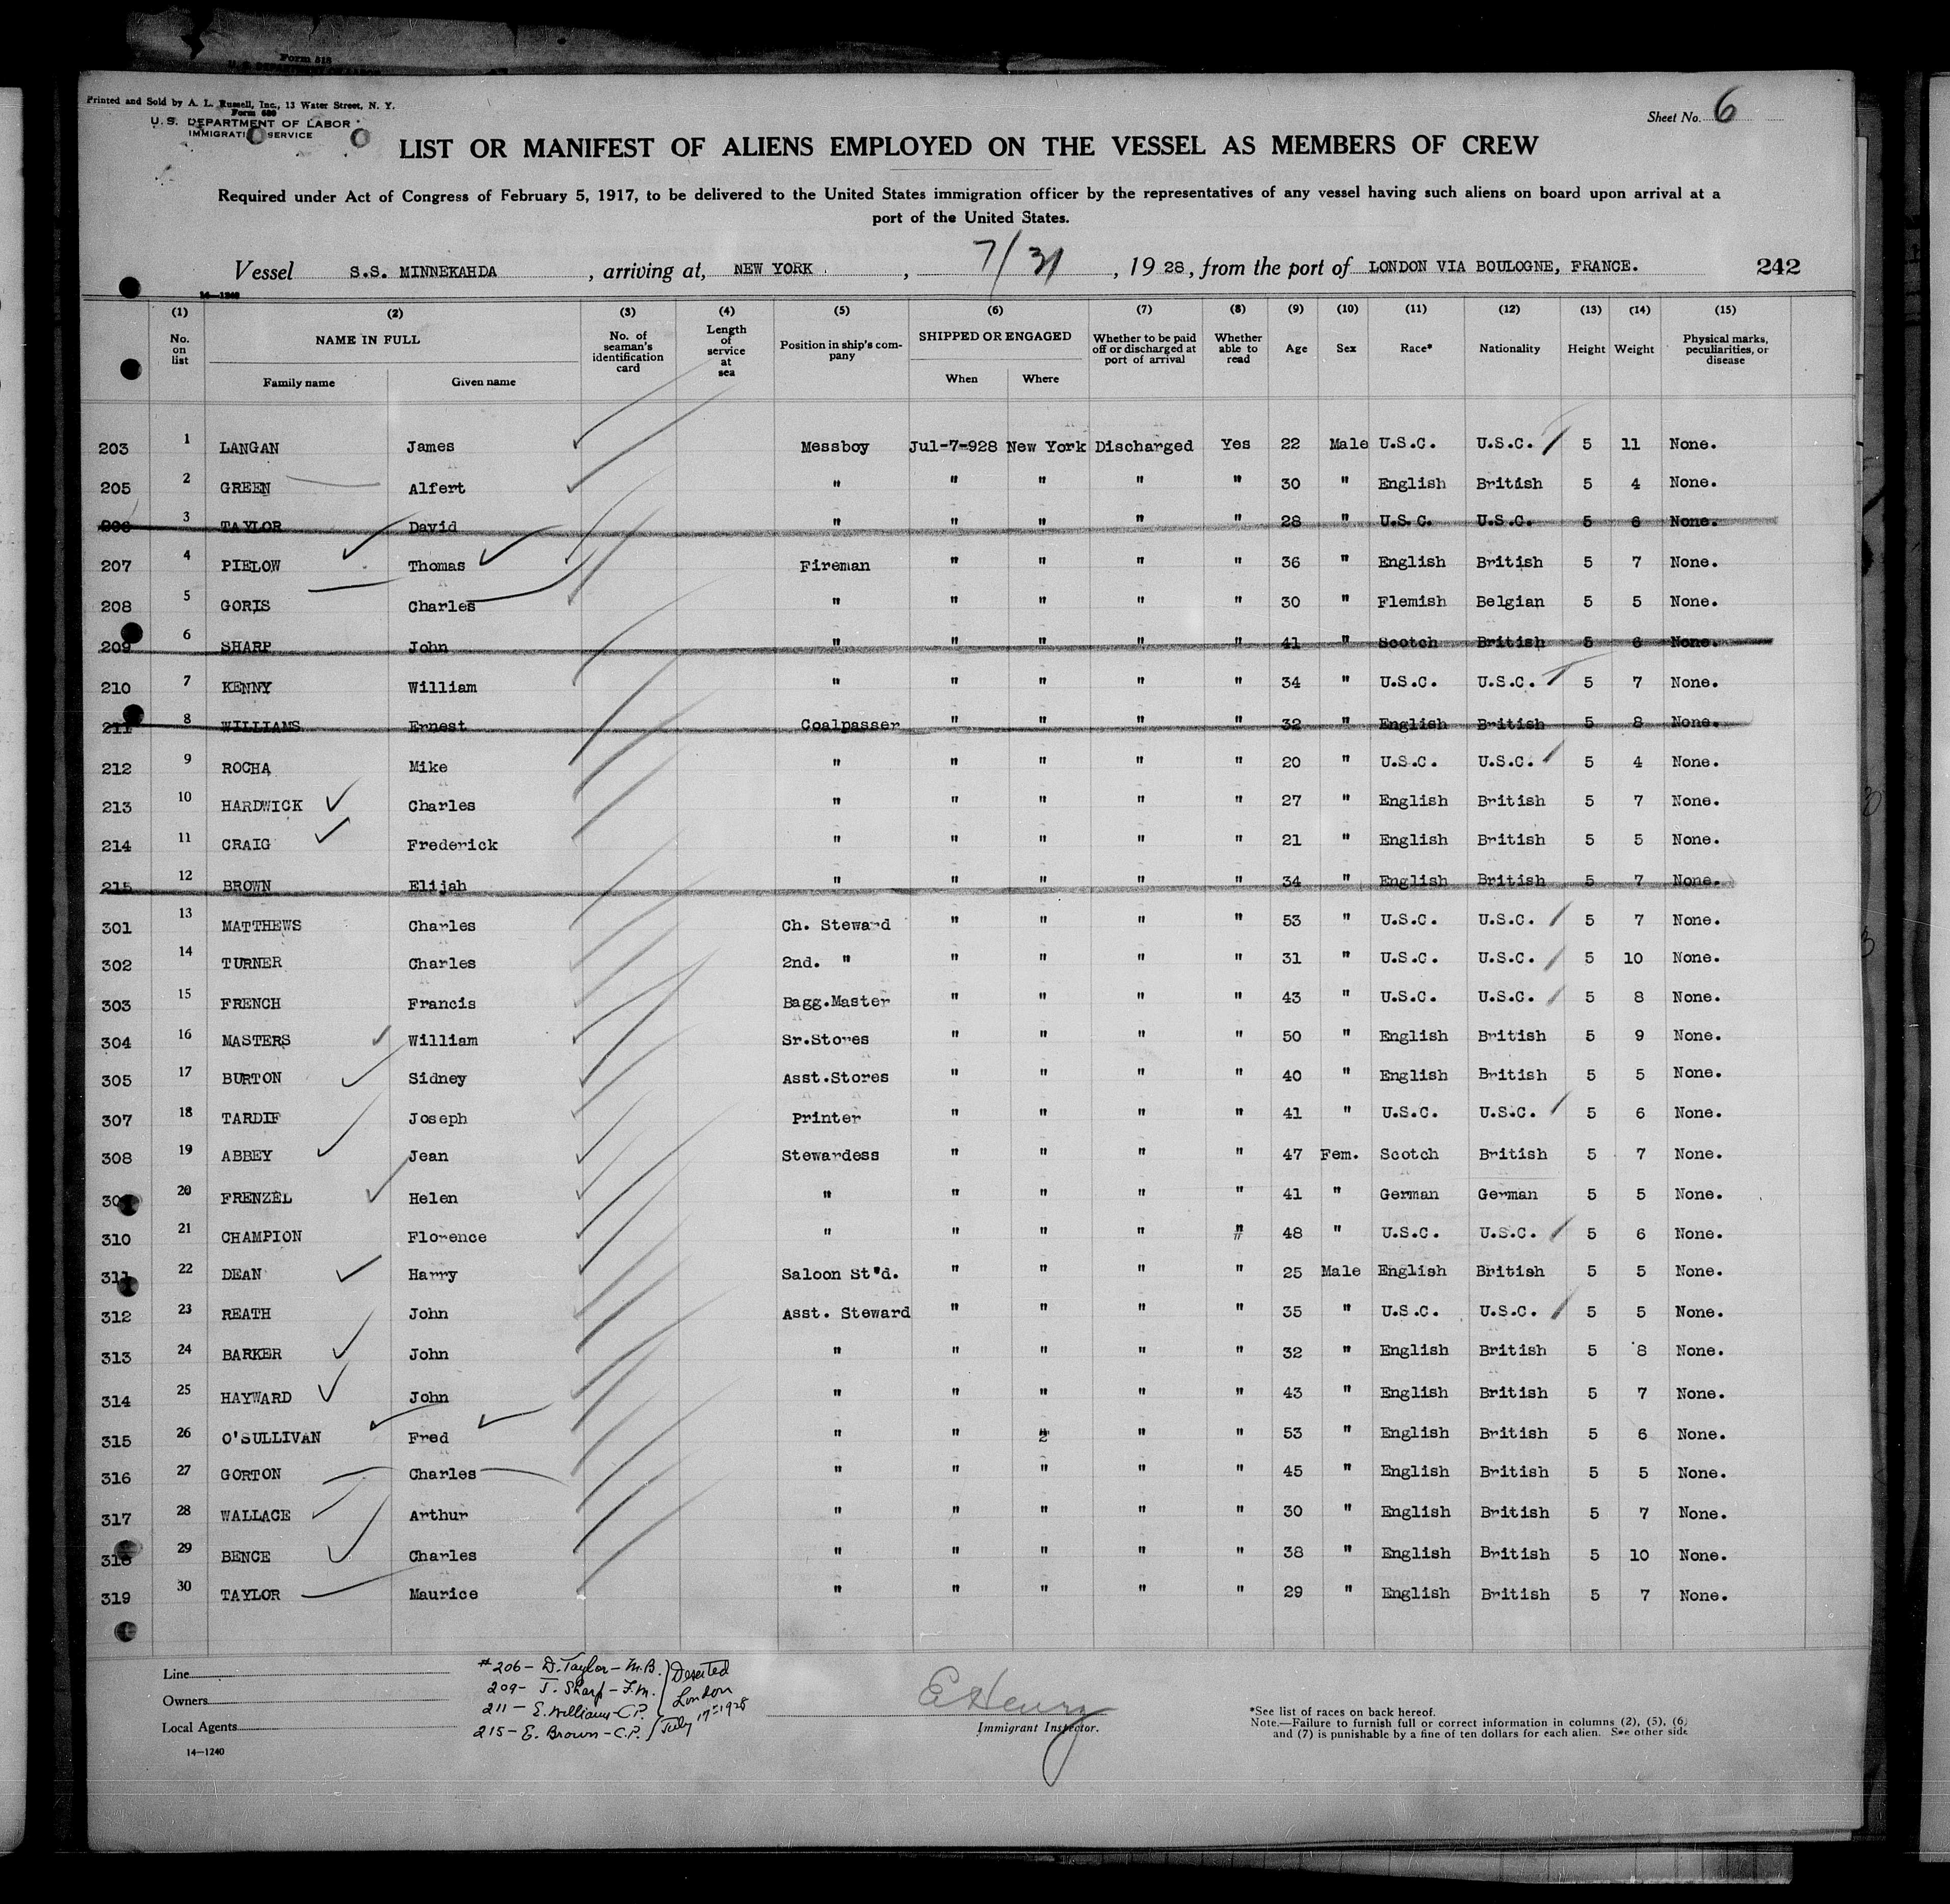 Form 518
Printed and Sold by A. L. Russell, Inc., 13 Water Street, N. Y.
Form 680
U. S. DEPARTMENT OF LABOR
IMMIGRATION SERVICE
Sheet No. 6
LIST OR MANIFEST OF ALIENS EMPLOYED ON THE VESSEL AS MEMBERS OF CREW
Required under Act of Congress of February 5, 1917, to be delivered to the United States immigration officer by the representatives of any vessel having such aliens on board upon arrival at a
port of the United States.
Vessel S.S. MINNEKAHDA, arriving at, NEW YORK, 7/31, 1928, from the port of LONDON VIA BOULOGNE, FRANCE. 242
14—1240
(1) (2) (3) (4) (5) (6) (7) (8) (9) (10) (11) (12) (13) (14) (15)
No. on list NAME IN FULL No. of seaman's identification card Length of service at sea Position in ship's company SHIPPED OR ENGAGED Whether to be paid off or discharged at port of arrival Whether able to read Age Sex Race* Nationality Height Weight Physical marks, peculiarities, or disease
Family name Given name When Where
203 1 LANGAN James Messboy Jul-7-928 New York Discharged Yes 22 Male U.S.C. U.S.C. 5 11 None.
205 2 GREEN Alfert " " " " " 30 " English British 5 4 None.
206 3 TAYLOR David " " " " " 28 " U.S.C. U.S.C. 5 6 None.
207 4 PIELOW Thomas Fireman " " " " 36 " English British 5 7 None.
208 5 GORIS Charles " " " " " 30 " Flemish Belgian 5 5 None.
209 6 SHARP John " " " " " 41 " Scotch British 5 6 None.
210 7 KENNY William " " " " " 34 " U.S.C. U.S.C. 5 7 None.
211 8 WILLIAMS Ernest Coalpasser " " " " 32 " English British 5 8 None.
212 9 ROCHA Mike " " " " " 20 " U.S.C. U.S.C. 5 4 None.
213 10 HARDWICK Charles " " " " " 27 " English British 5 7 None.
214 11 CRAIG Frederick " " " " " 21 " English British 5 5 None.
215 12 BROWN Elijah " " " " " 34 " English British 5 7 None.
301 13 MATTHEWS Charles Ch. Steward " " " " 53 " U.S.C. U.S.C. 5 7 None.
302 14 TURNER Charles 2nd. " " " " " 31 " U.S.C. U.S.C. 5 10 None.
303 15 FRENCH Francis Bagg.Master " " " " 43 " U.S.C. U.S.C. 5 8 None.
304 16 MASTERS William Sr.Stores " " " " 50 " English British 5 9 None.
305 17 BURTON Sidney Asst.Stores " " " " 40 " English British 5 5 None.
307 18 TARDIF Joseph Printer " " " " 41 " U.S.C. U.S.C. 5 6 None.
308 19 ABBEY Jean Stewardess " " " " 47 Fem. Scotch British 5 7 None.
309 20 FRENZEL Helen " " " " " 41 " German German 5 5 None.
310 21 CHAMPION Florence " " " " " 48 " U.S.C. U.S.C. 5 6 None.
311 22 DEAN Harry Saloon St"d. " " " " 25 Male English British 5 5 None.
312 23 REATH John Asst. Steward " " " " 35 " U.S.C. U.S.C. 5 5 None.
313 24 BARKER John " " " " " 32 " English British 5 8 None.
314 25 HAYWARD John " " " " " 43 " English British 5 7 None.
315 26 O'SULLIVAN Fred " " " " " 53 " English British 5 6 None.
316 27 GORTON Charles " " " " " 45 " English British 5 5 None.
317 28 WALLACE Arthur " " " " " 30 " English British 5 7 None.
318 29 BENCE Charles " " " " " 38 " English British 5 10 None.
319 30 TAYLOR Maurice " " " " " 29 " English British 5 7 None.
Line
Owners
Local Agents
14—1240
#206 - D. Taylor - M.B.
209 - J. Sharp - F.M.
211 - E. Williams - C.P.
215 - E. Brown - C.P.
Deserted
London
July 17th 1928
E Henry
Immigrant Inspector.
*See list of races on back hereof.
Note.—Failure to furnish full or correct information in columns (2), (5), (6)
and (7) is punishable by a fine of ten dollars for each alien. See other side